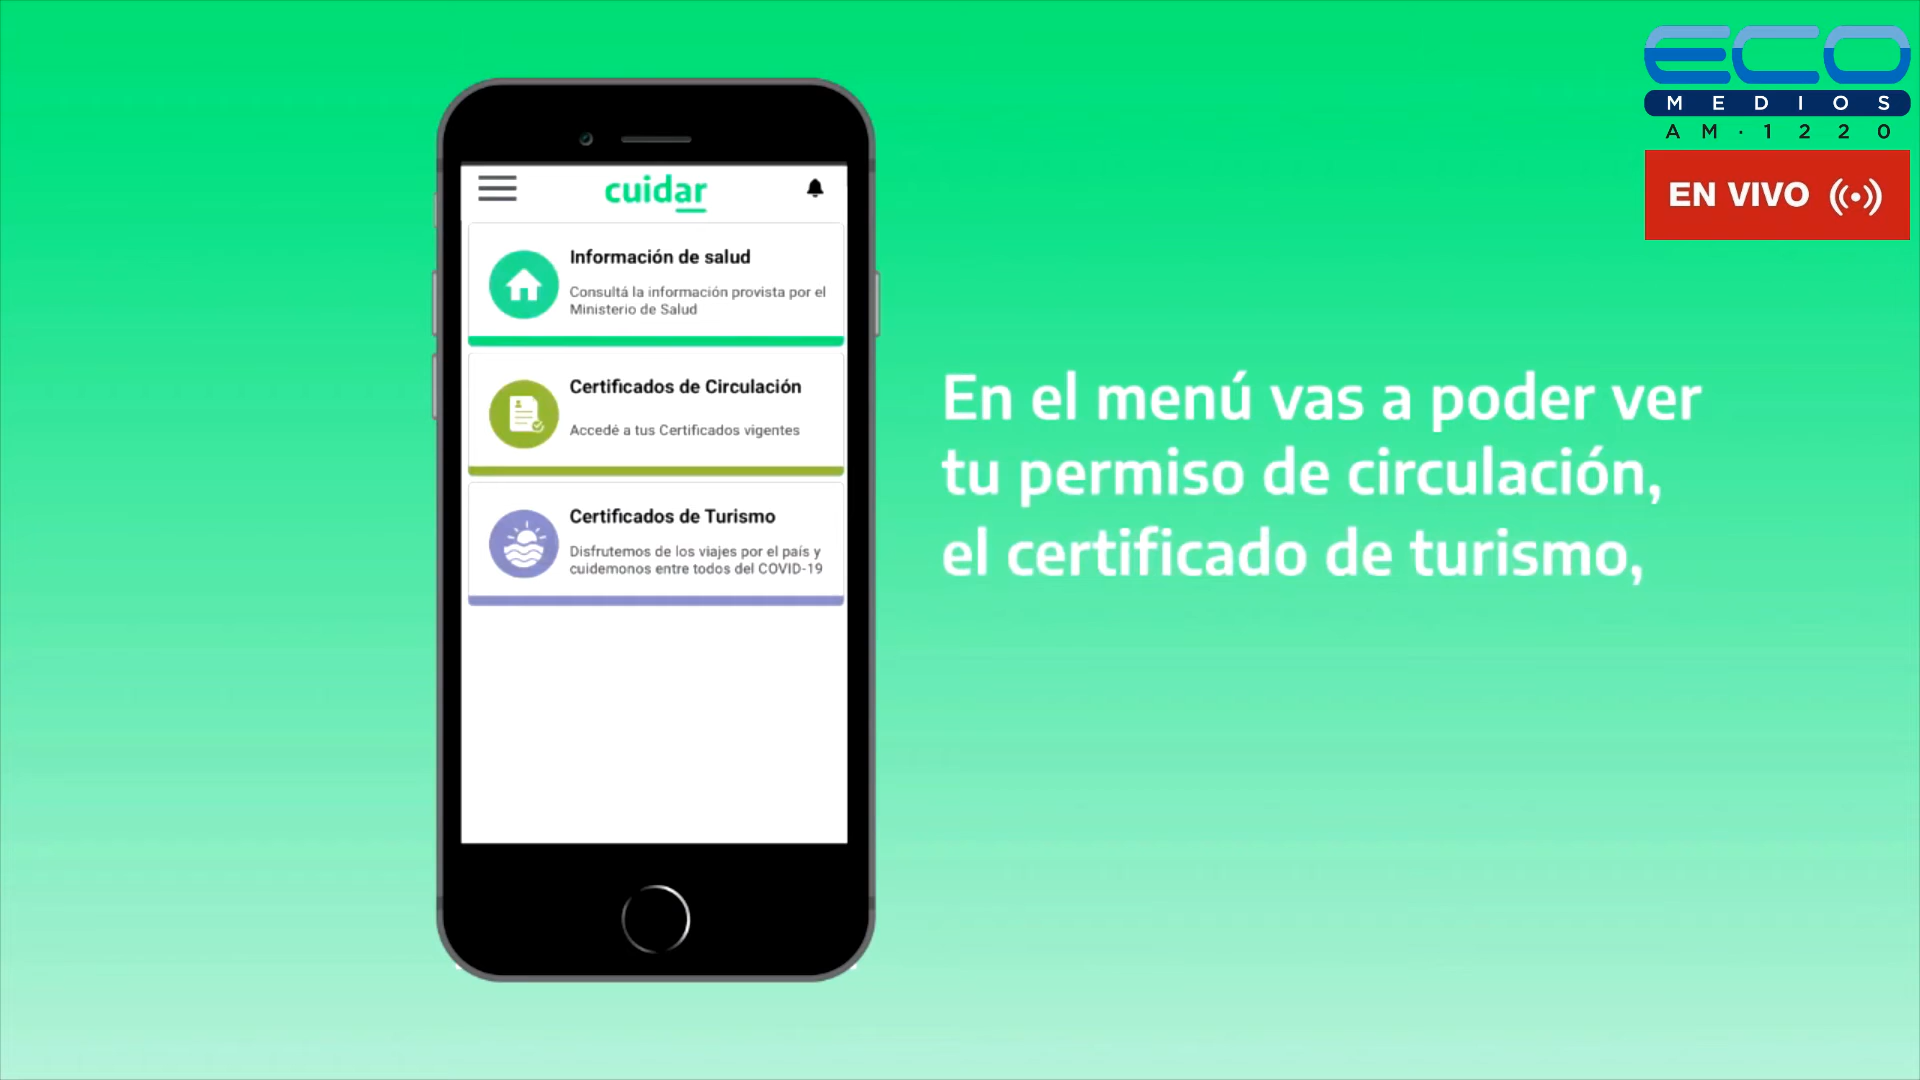 ECO
MEDIOS
AM·1220
EN VIVO
cuidar
Información de salud
Consultá la información provista por el
Ministerio de Salud
Certificados de Circulación
Accedé a tus Certificados vigentes
Certificados de Turismo
Disfrutemos de los viajes por el país y
cuidemonos entre todos del COVID-19
En el menú vas a poder ver
tu permiso de circulación,
el certificado de turismo,